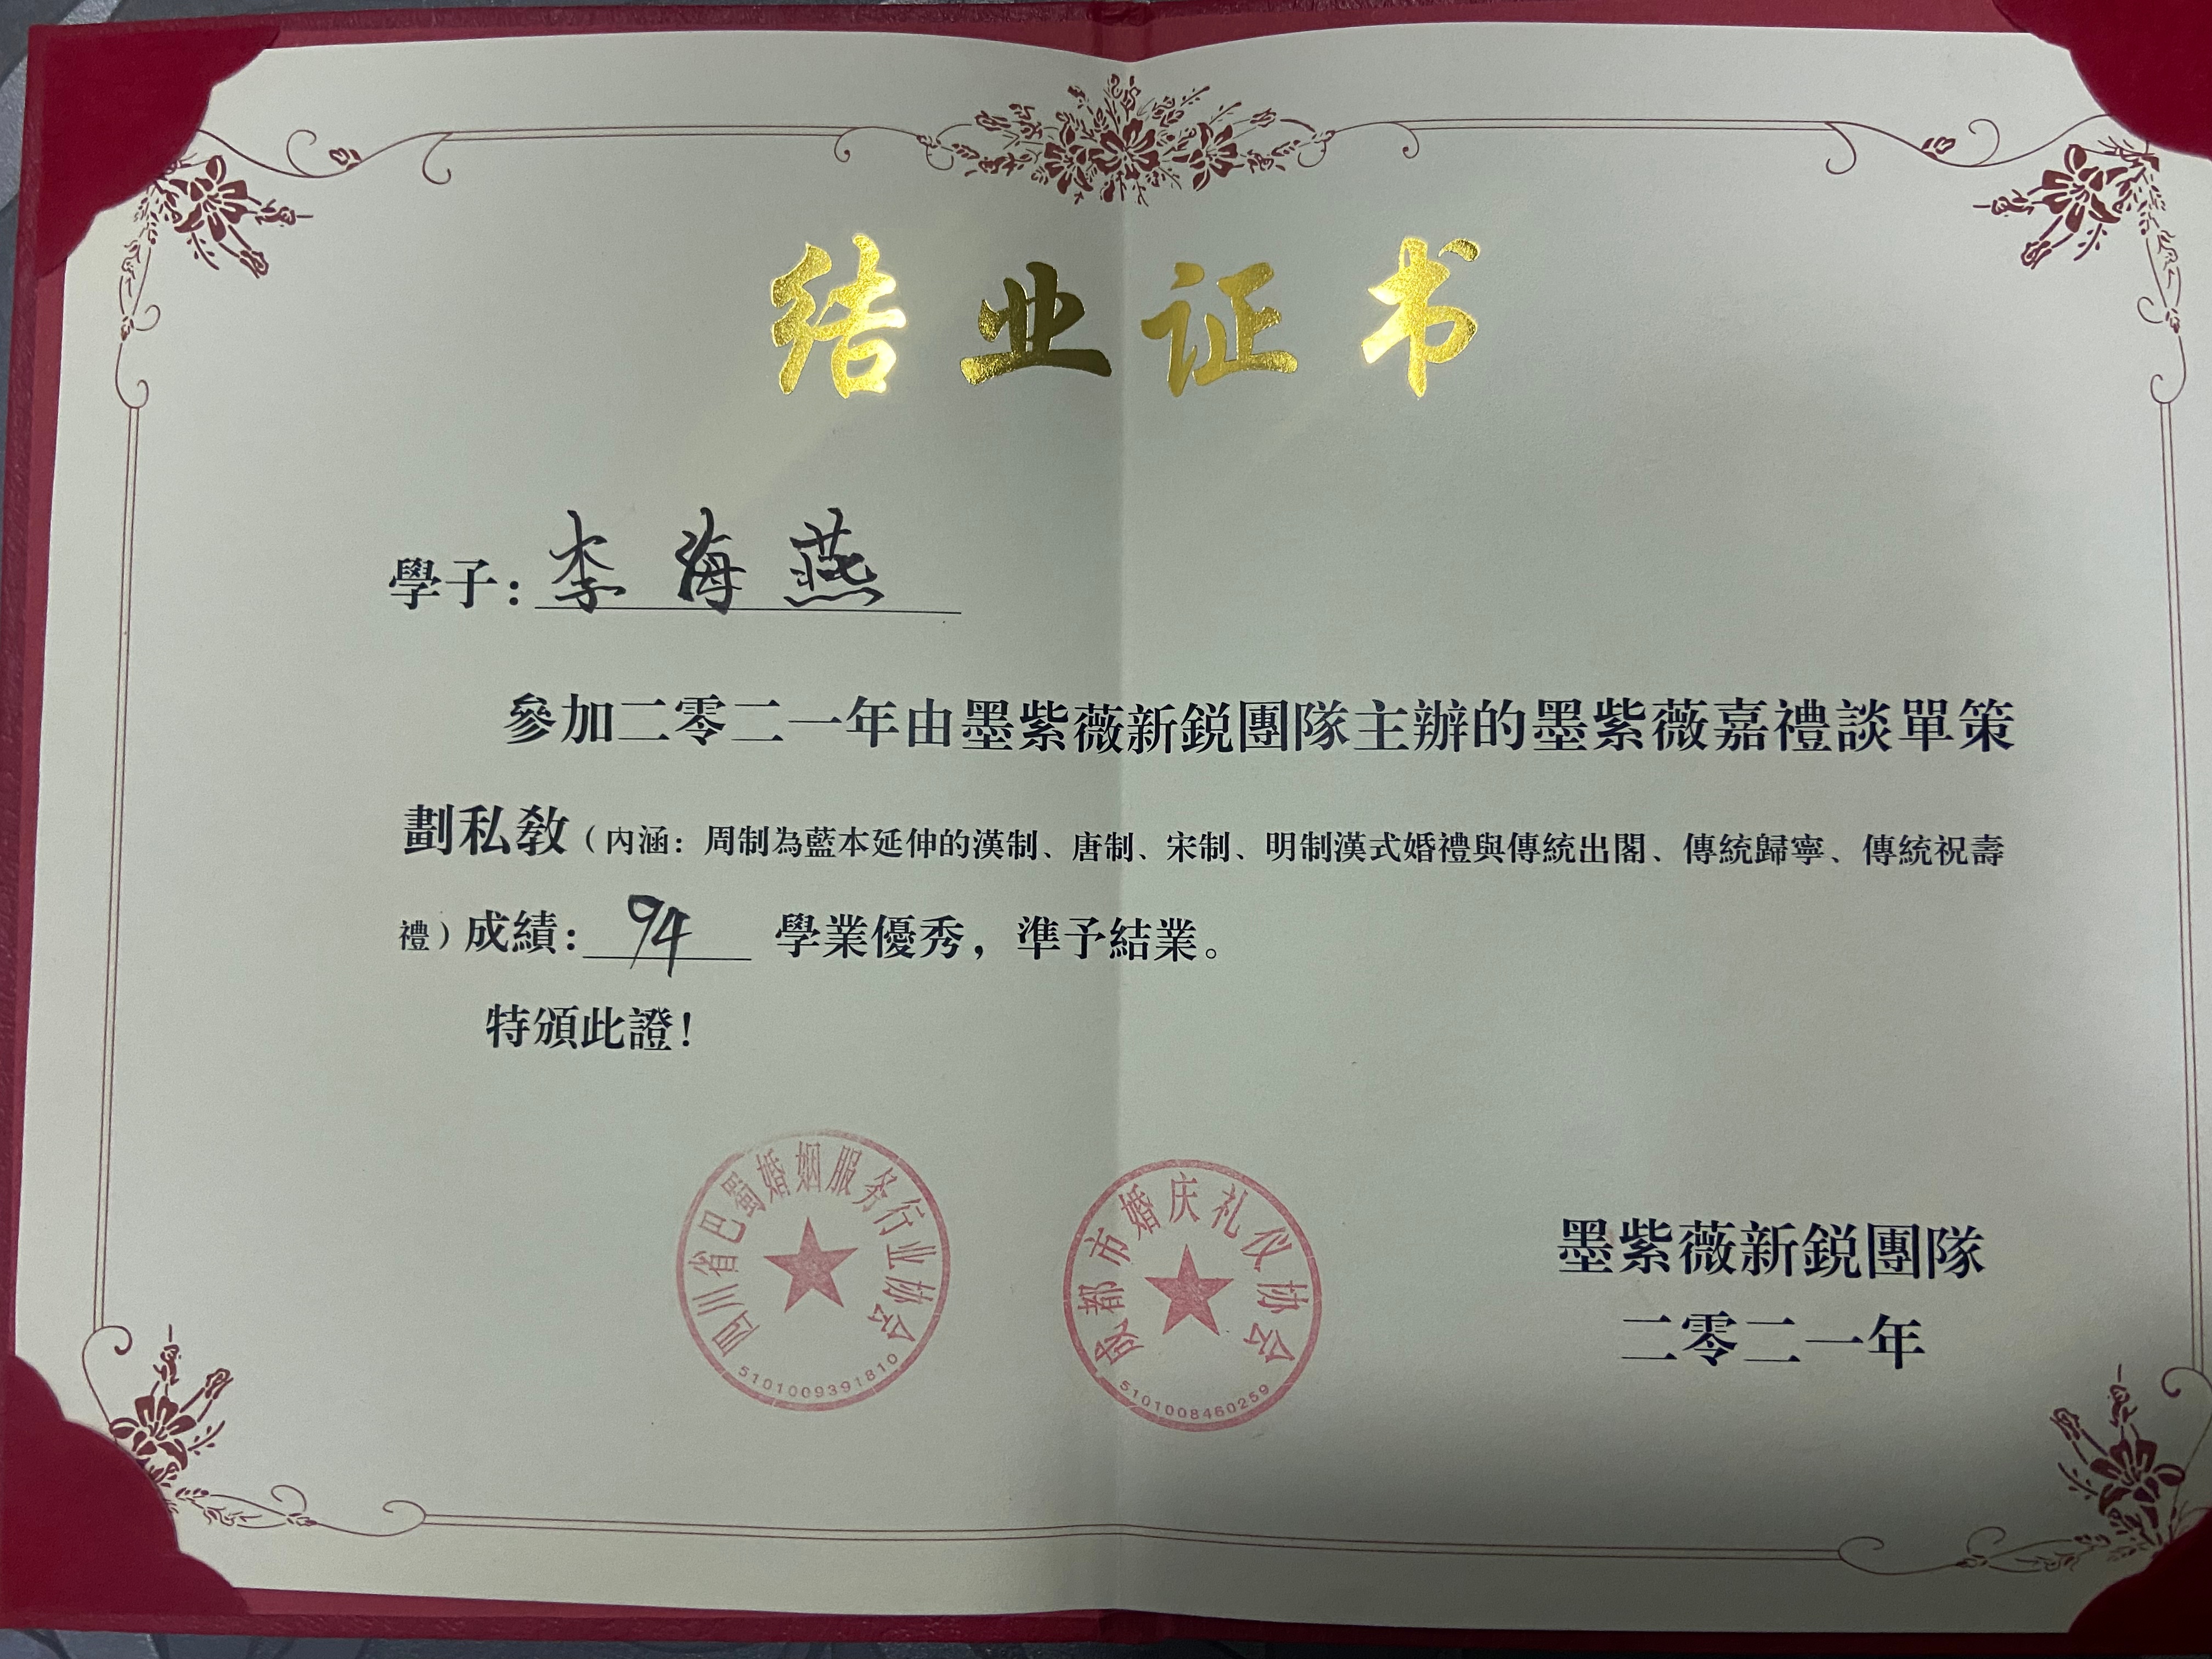 结业证书
學子：李海燕
參加二零二一年由墨紫薇新鋭團隊主辦的墨紫薇嘉禮談單策
劃私教（內涵：周制為藍本延伸的漢制、唐制、宋制、明制漢式婚禮與傳統出閣、傳統歸寧、傳統祝壽
禮）成績：94 學業優秀，準予結業。
特頒此證！
四川省巴蜀婚姻服务行业协会
5101009391810
成都市婚庆礼仪协会
5101008460259
墨紫薇新鋭團隊
二零二一年